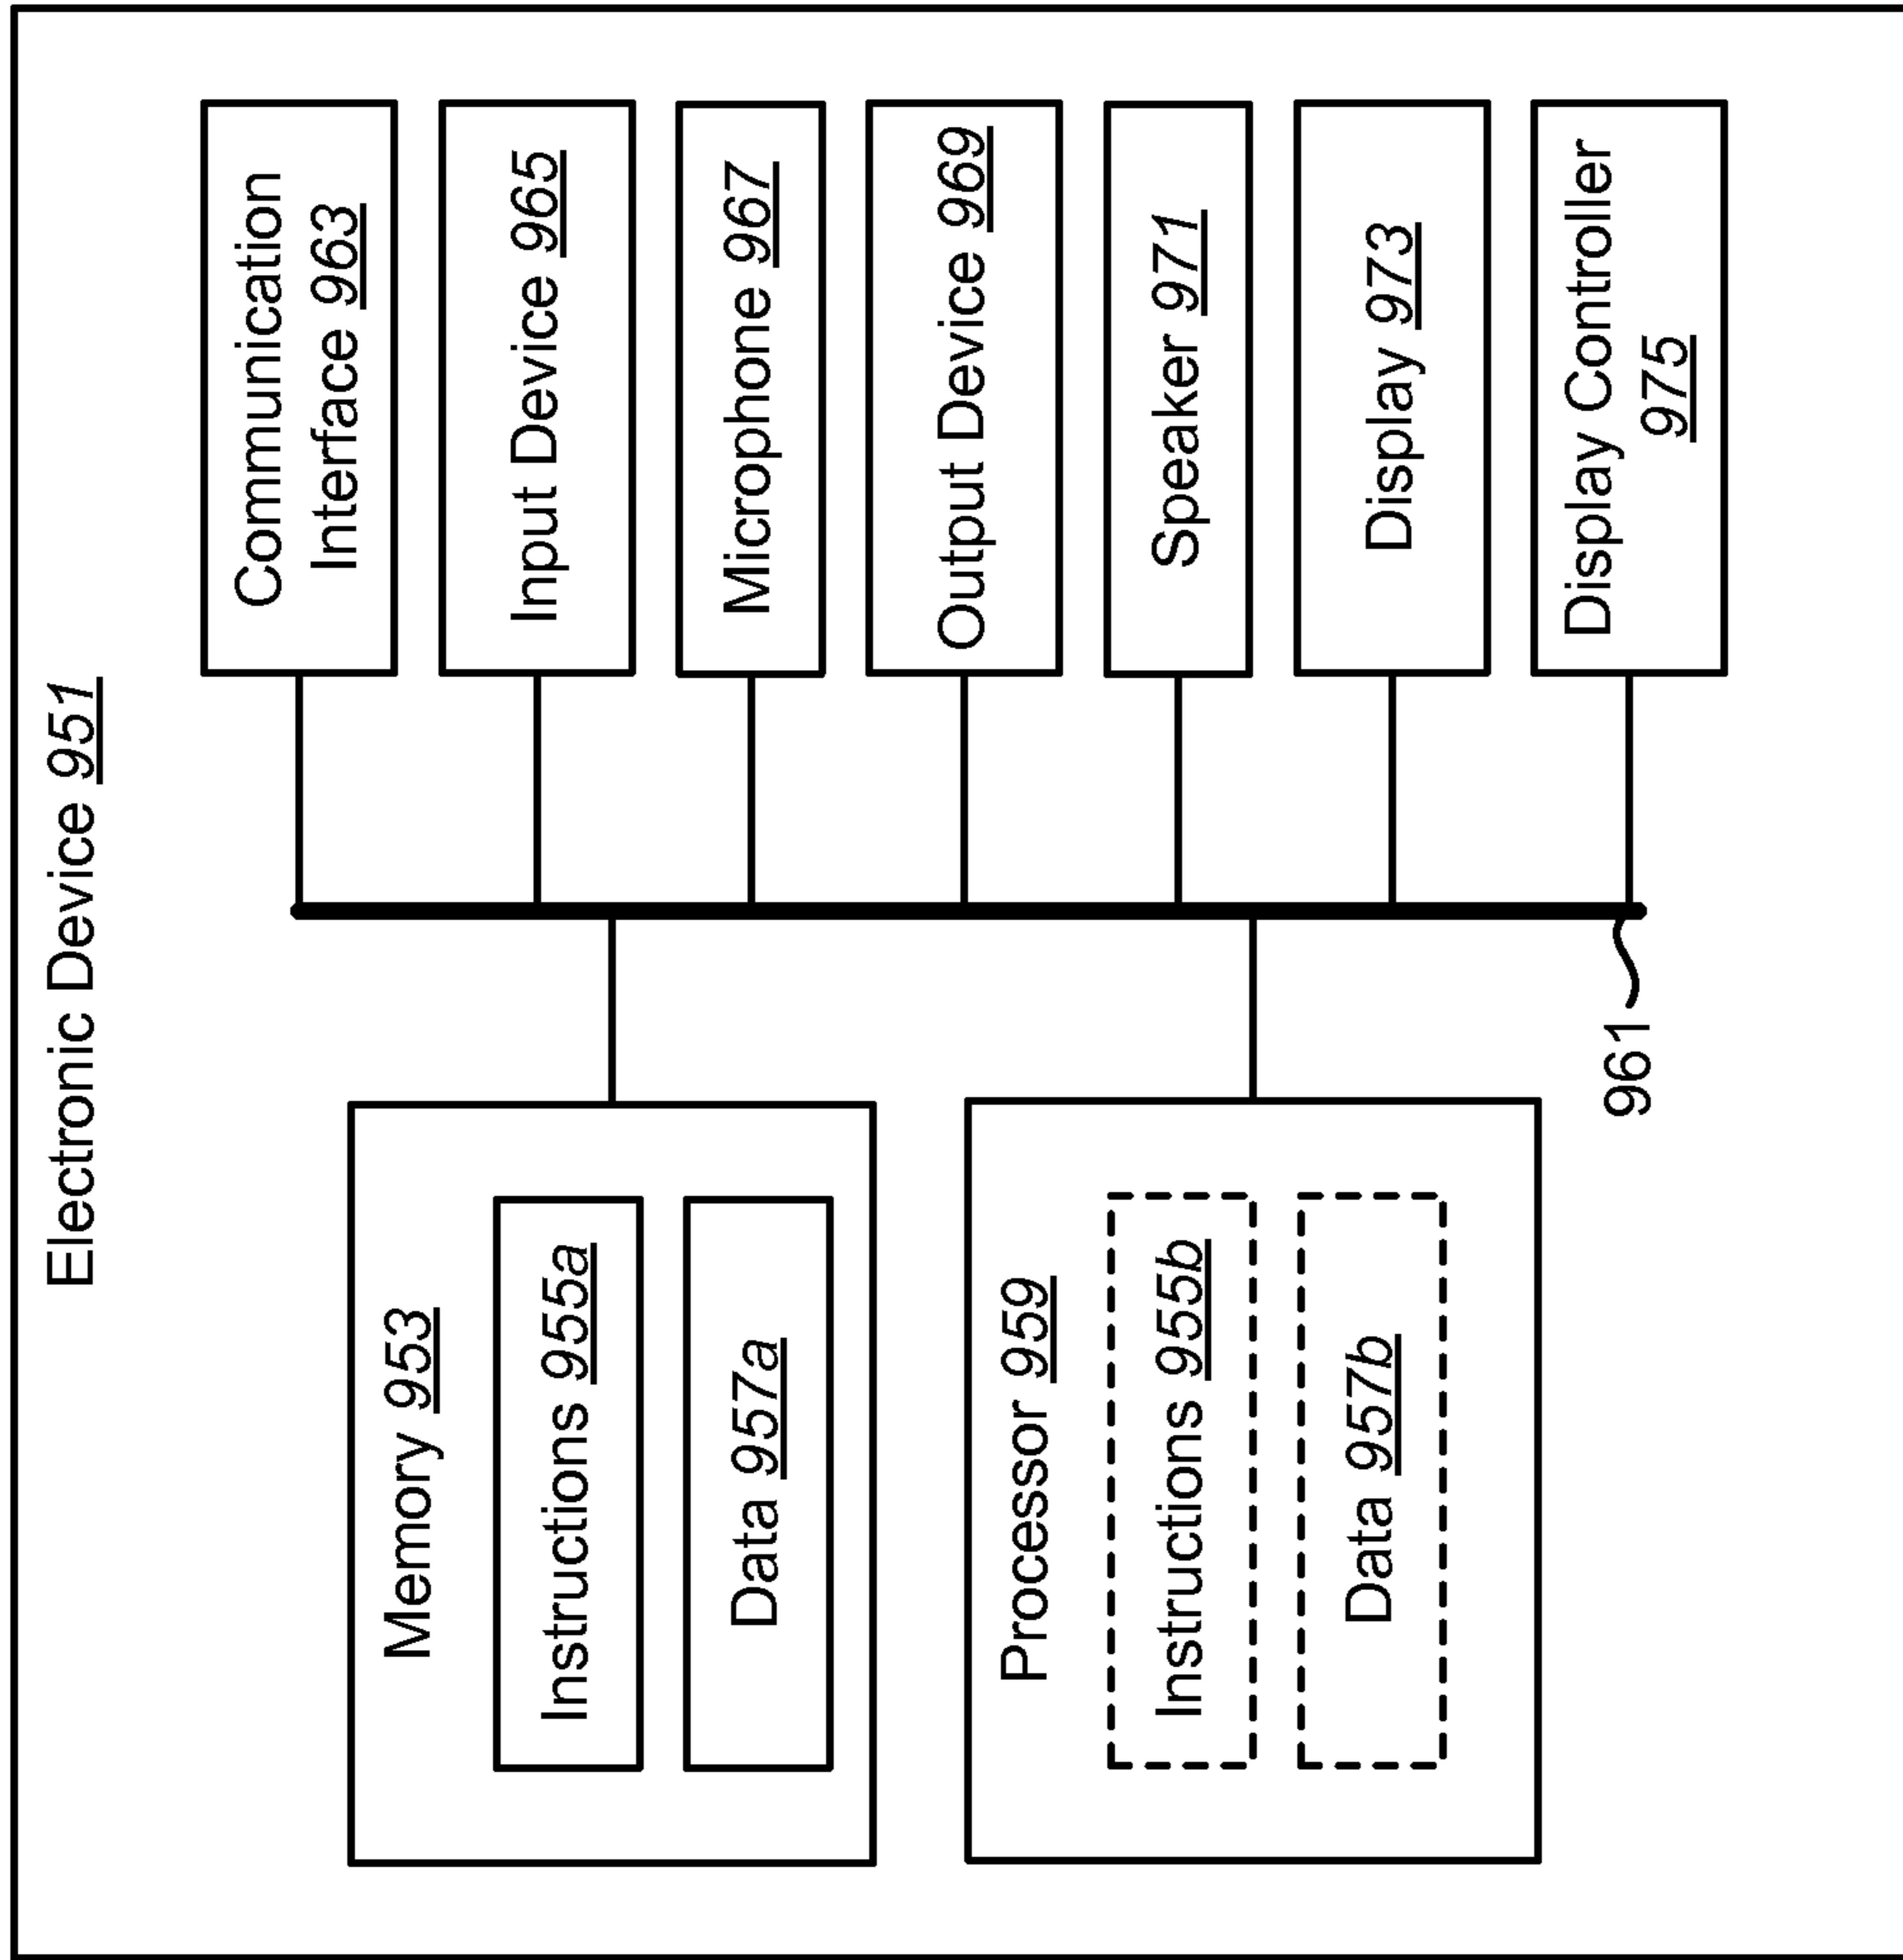 Electronic Device 951
Memory 953
Instructions 955a
Data 957a
Processor 959
Instructions 955b
Data 957b
961
Communication
Interface 963
Input Device 965
Microphone 967
Output Device 969
Speaker 971
Display 973
Display Controller
975